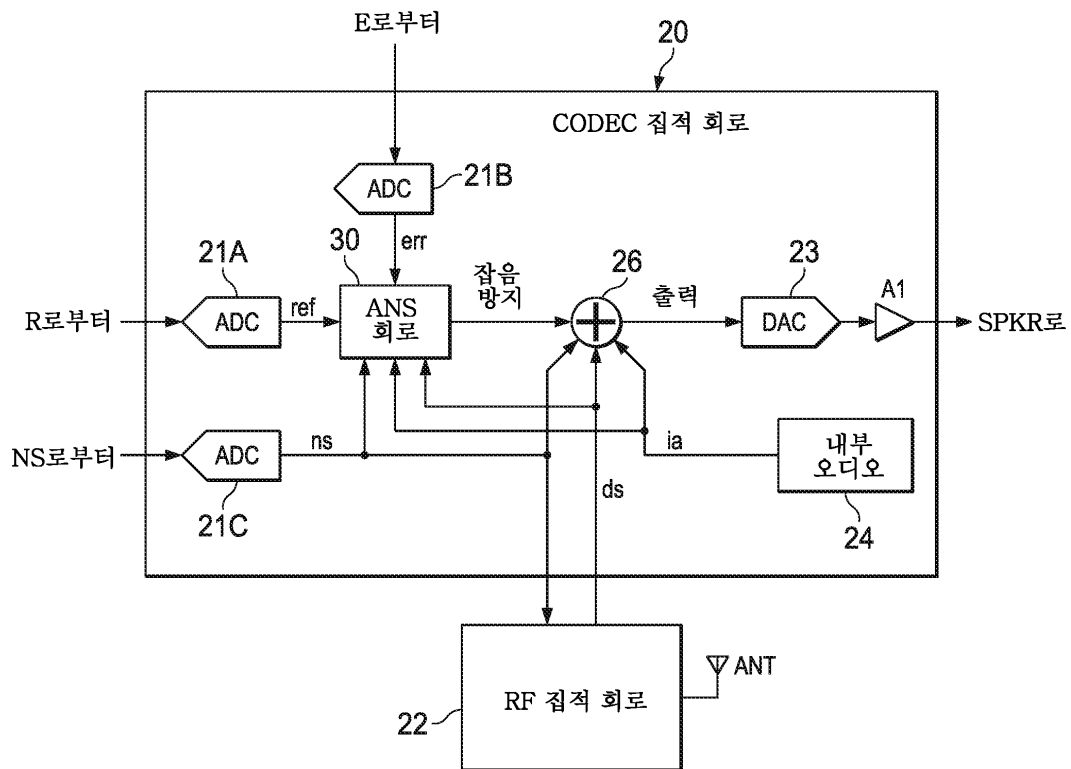 E로부터
20
CODEC 집적 회로
ADC
21B
err
21A
30
잡음
방지
26
출력
23
A1
R로부터
ADC
ref
ANS
회로
DAC
SPKR로
NS로부터
ADC
ns
ia
내부
오디오
21C
ds
24
RF 집적 회로
ANT
22